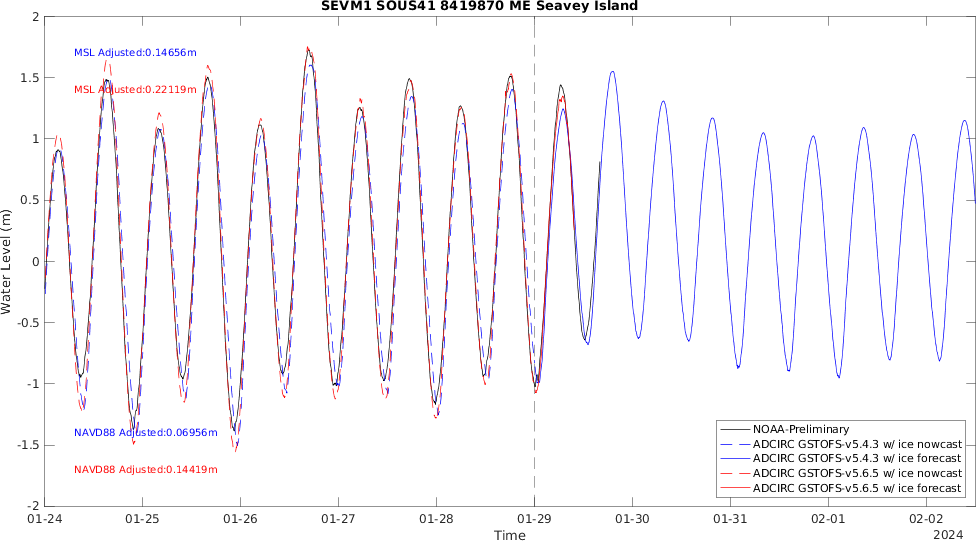 SEVM1 SOUS41 8419870 ME Seavey Island
2
1.5
1
0.5
0
-0.5
-1
-1.5
-2
Water Level (m)
MSL Adjusted:0.14656m
MSL Adjusted:0.22119m
NAVD88 Adjusted:0.06956m
NAVD88 Adjusted:0.14419m
NOAA-Preliminary
ADCIRC GSTOFS-v5.4.3 w/ ice nowcast
ADCIRC GSTOFS-v5.4.3 w/ ice forecast
ADCIRC GSTOFS-v5.6.5 w/ ice nowcast
ADCIRC GSTOFS-v5.6.5 w/ ice forecast
01-24 01-25 01-26 01-27 01-28 01-29 01-30 01-31 02-01 02-02
Time
2024